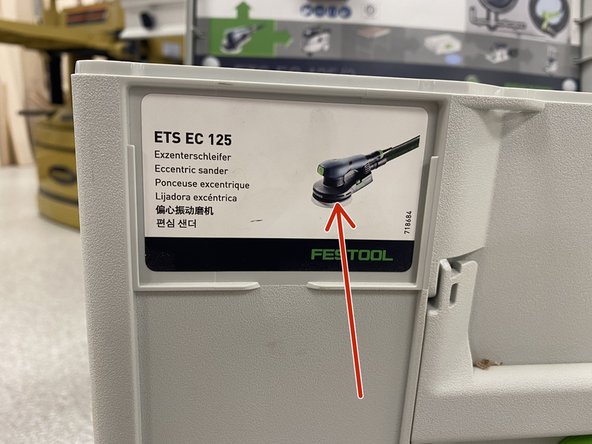 ETS EC 125
Exzenterschleifer
Eccentric sander
Ponceuse excentrique
Lijadora excéntrica
偏心振动磨机
편심 샌더
718684
FESTOOL